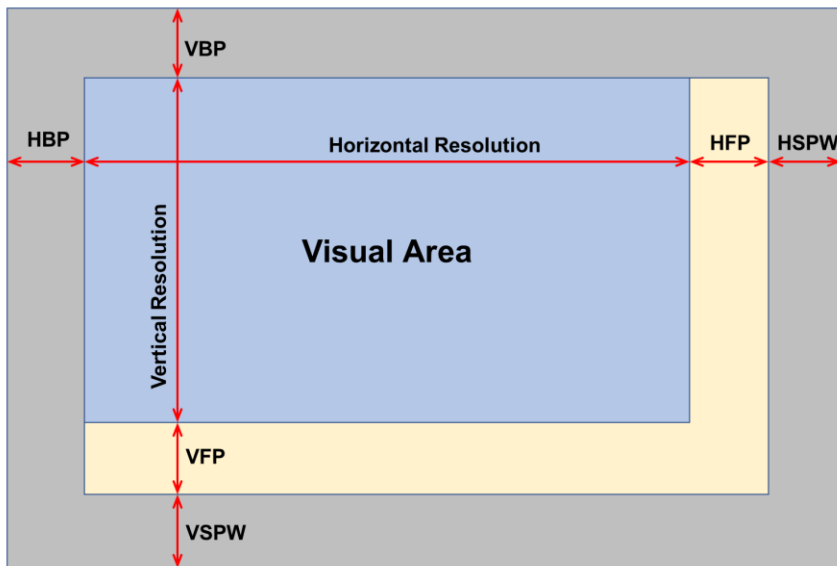 VBP
HBP
Horizontal Resolution
HFP
HSPW
Visual Area
Vertical Resolution
VFP
VSPW